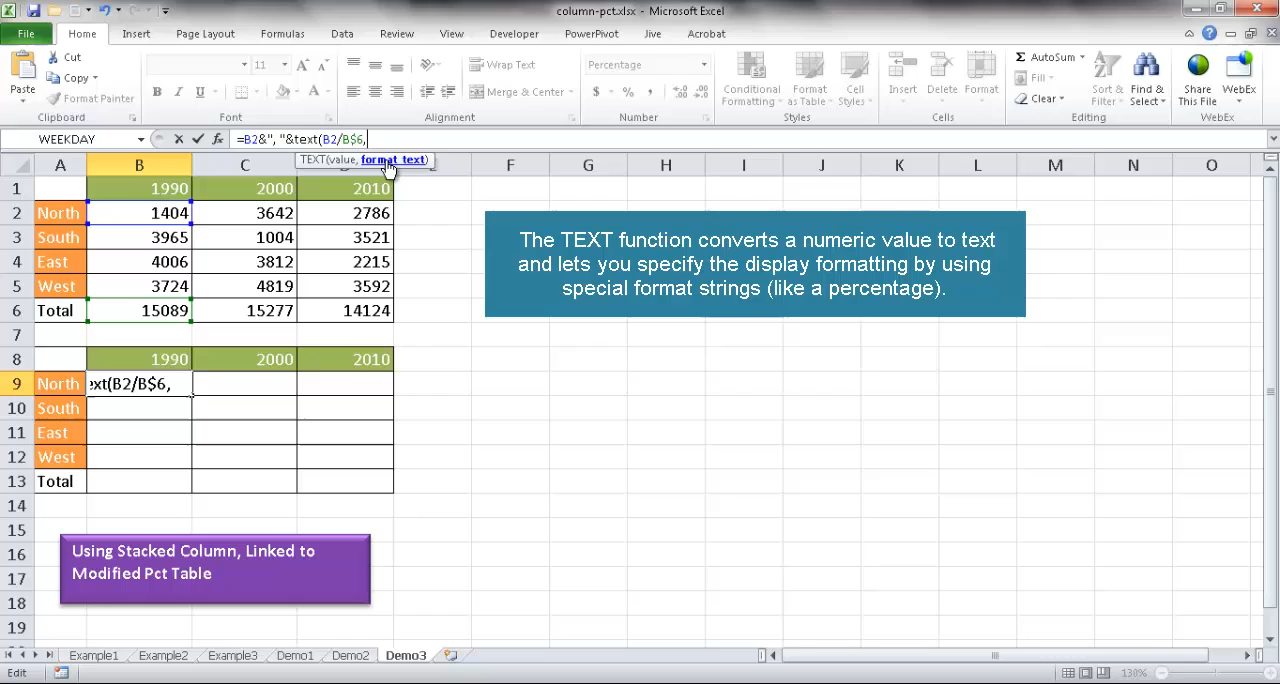 column-pct.xlsx - Microsoft Excel
File Home Insert Page Layout Formulas Data Review View Developer PowerPivot Jive Acrobat
Paste
Cut
Copy
Format Painter
Clipboard
11
A A
B I U
Font
Wrap Text
Merge & Center
Alignment
Percentage
$ % ,
Number
Conditional Formatting
Format as Table
Cell Styles
Styles
Insert Delete Format
Cells
Σ AutoSum
Fill
Clear
Sort & Filter
Find & Select
Editing
Share This File
WebEx
WebEx
WEEKDAY fx =B2&", "&text(B2/B$6,
TEXT(value, format_text)
A B C F G H I J K L M N O
1 1990 2000 2010
2 North 1404 3642 2786
3 South 3965 1004 3521
4 East 4006 3812 2215
5 West 3724 4819 3592
6 Total 15089 15277 14124
7
8 1990 2000 2010
9 North ext(B2/B$6,
10 South
11 East
12 West
13 Total
14
15
16
17
18
19
The TEXT function converts a numeric value to text
and lets you specify the display formatting by using
special format strings (like a percentage).
Using Stacked Column, Linked to
Modified Pct Table
Example1 Example2 Example3 Demo1 Demo2 Demo3
Edit 130%